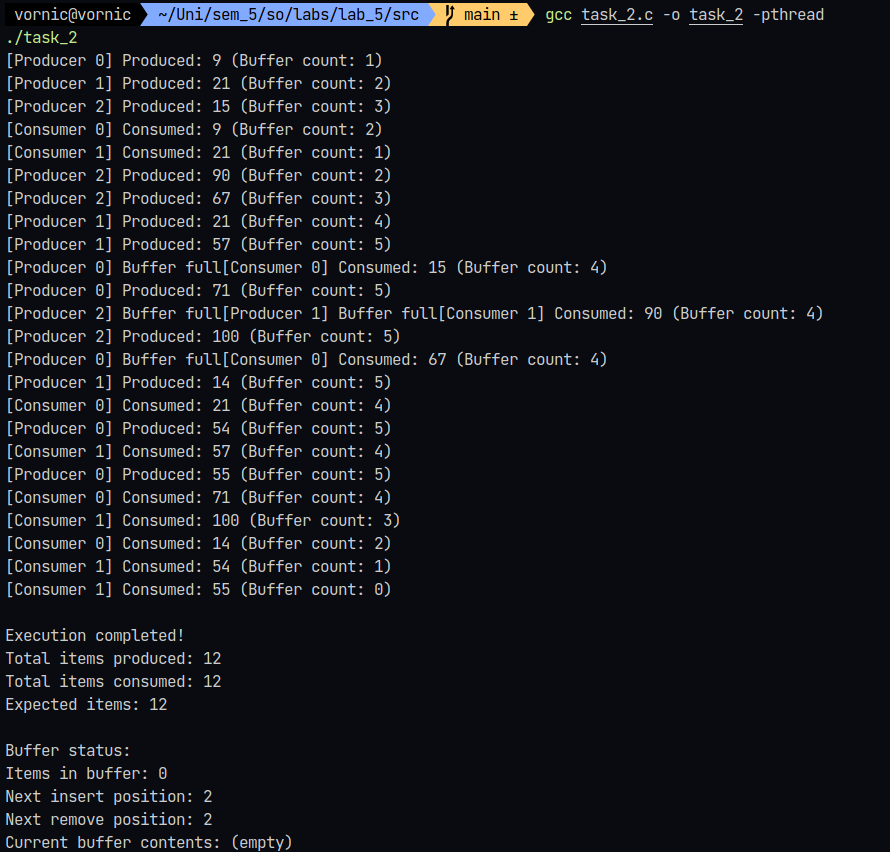 vornic@vornic ~/Uni/sem_5/so/labs/lab_5/src main ± gcc task_2.c -o task_2 -pthread
./task_2
[Producer 0] Produced: 9 (Buffer count: 1)
[Producer 1] Produced: 21 (Buffer count: 2)
[Producer 2] Produced: 15 (Buffer count: 3)
[Consumer 0] Consumed: 9 (Buffer count: 2)
[Consumer 1] Consumed: 21 (Buffer count: 1)
[Producer 2] Produced: 90 (Buffer count: 2)
[Producer 2] Produced: 67 (Buffer count: 3)
[Producer 1] Produced: 21 (Buffer count: 4)
[Producer 1] Produced: 57 (Buffer count: 5)
[Producer 0] Buffer full[Consumer 0] Consumed: 15 (Buffer count: 4)
[Producer 0] Produced: 71 (Buffer count: 5)
[Producer 2] Buffer full[Producer 1] Buffer full[Consumer 1] Consumed: 90 (Buffer count: 4)
[Producer 2] Produced: 100 (Buffer count: 5)
[Producer 0] Buffer full[Consumer 0] Consumed: 67 (Buffer count: 4)
[Producer 1] Produced: 14 (Buffer count: 5)
[Consumer 0] Consumed: 21 (Buffer count: 4)
[Producer 0] Produced: 54 (Buffer count: 5)
[Consumer 1] Consumed: 57 (Buffer count: 4)
[Producer 0] Produced: 55 (Buffer count: 5)
[Consumer 0] Consumed: 71 (Buffer count: 4)
[Consumer 1] Consumed: 100 (Buffer count: 3)
[Consumer 0] Consumed: 14 (Buffer count: 2)
[Consumer 1] Consumed: 54 (Buffer count: 1)
[Consumer 1] Consumed: 55 (Buffer count: 0)
Execution completed!
Total items produced: 12
Total items consumed: 12
Expected items: 12
Buffer status:
Items in buffer: 0
Next insert position: 2
Next remove position: 2
Current buffer contents: (empty)